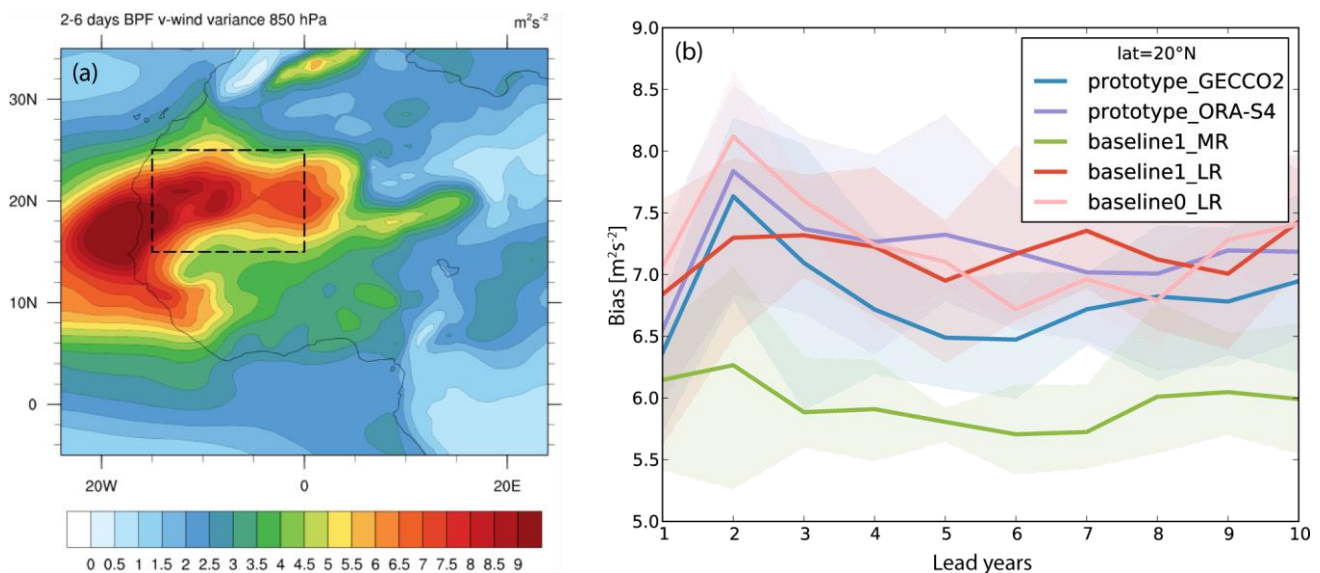 2-6 days BPF v-wind variance 850 hPa m²s⁻²
(a)
30N
20N
10N
0
20W 0 20E
0 0.5 1 1.5 2 2.5 3 3.5 4 4.5 5 5.5 6 6.5 7 7.5 8 8.5 9
(b)
lat=20°N
prototype_GECCO2
prototype_ORA-S4
baseline1_MR
baseline1_LR
baseline0_LR
Bias [m²s⁻²]
9.0
8.5
8.0
7.5
7.0
6.5
6.0
5.5
5.0
1 2 3 4 5 6 7 8 9 10
Lead years